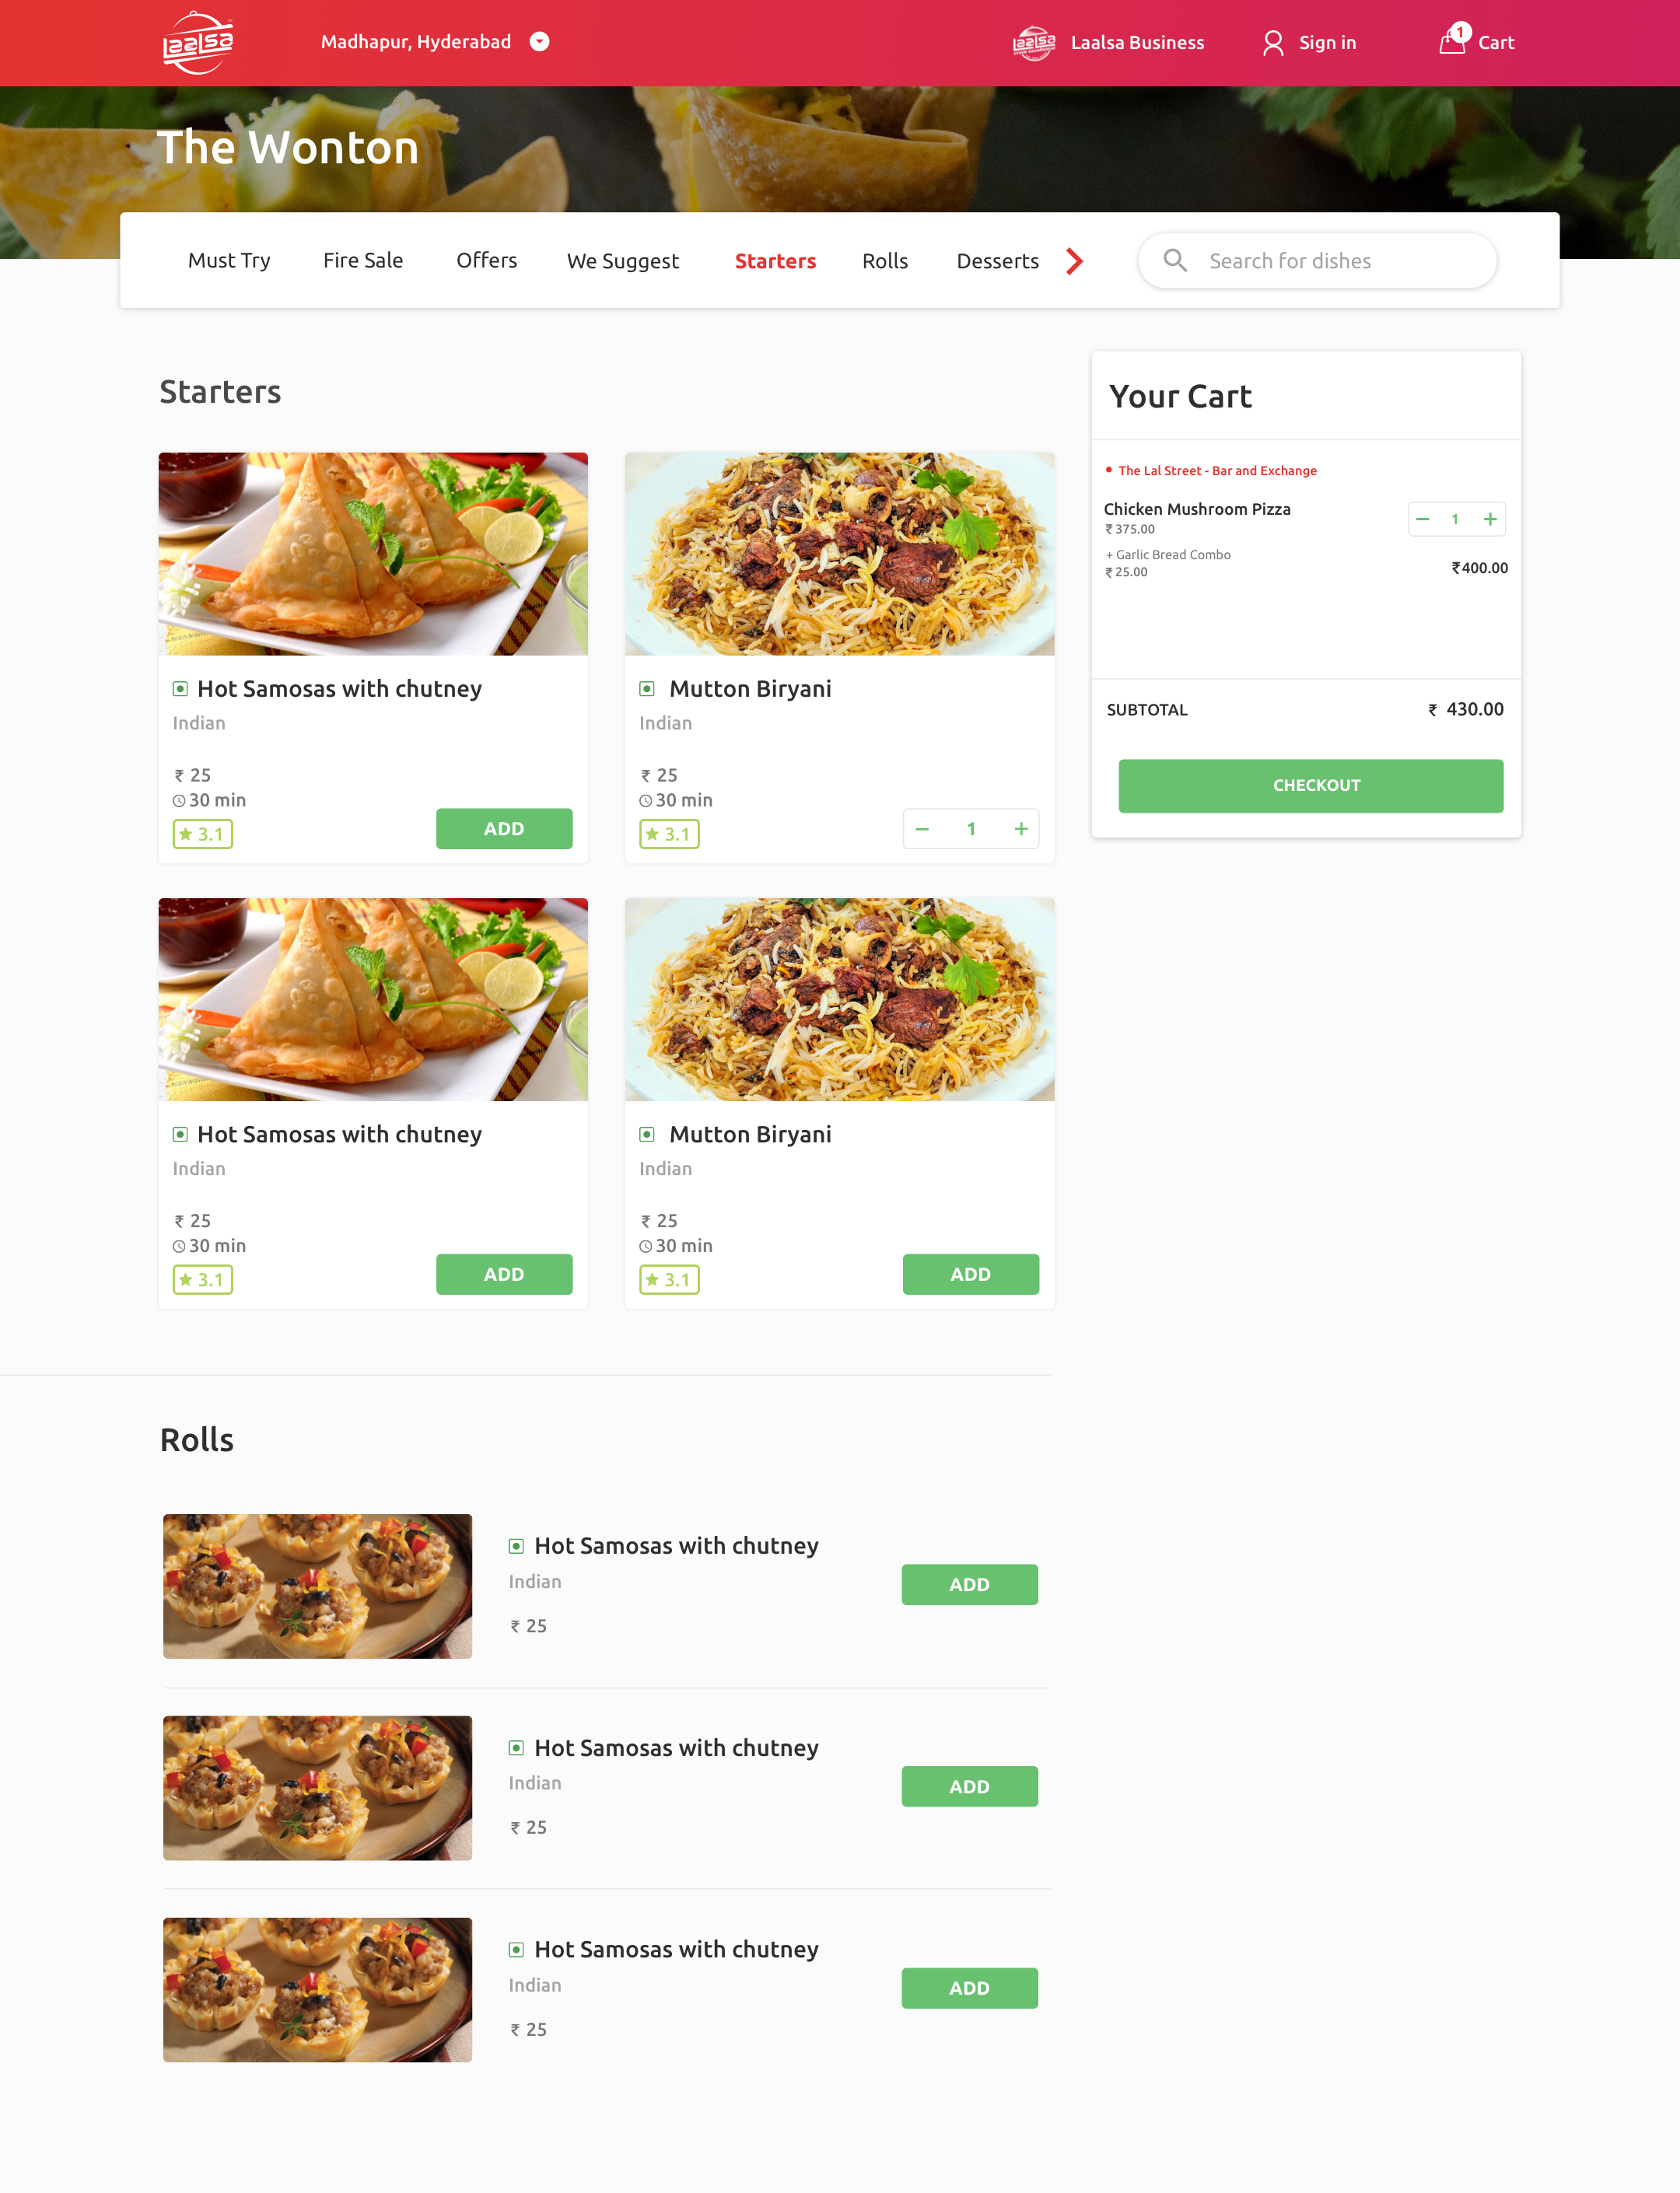 laalsa
Madhapur, Hyderabad
laalsa
Laalsa Business
Sign in
1
Cart
The Wonton
Must Try
Fire Sale
Offers
We Suggest
Starters
Rolls
Desserts
Search for dishes
Starters
Hot Samosas with chutney
Indian
₹ 25
30 min
3.1
ADD
Mutton Biryani
Indian
₹ 25
30 min
3.1
− 1 +
Hot Samosas with chutney
Indian
₹ 25
30 min
3.1
ADD
Mutton Biryani
Indian
₹ 25
30 min
3.1
ADD
Your Cart
• The Lal Street - Bar and Exchange
Chicken Mushroom Pizza
₹ 375.00
− 1 +
+ Garlic Bread Combo
₹ 25.00
₹400.00
SUBTOTAL ₹ 430.00
CHECKOUT
Rolls
Hot Samosas with chutney
Indian
₹ 25
ADD
Hot Samosas with chutney
Indian
₹ 25
ADD
Hot Samosas with chutney
Indian
₹ 25
ADD